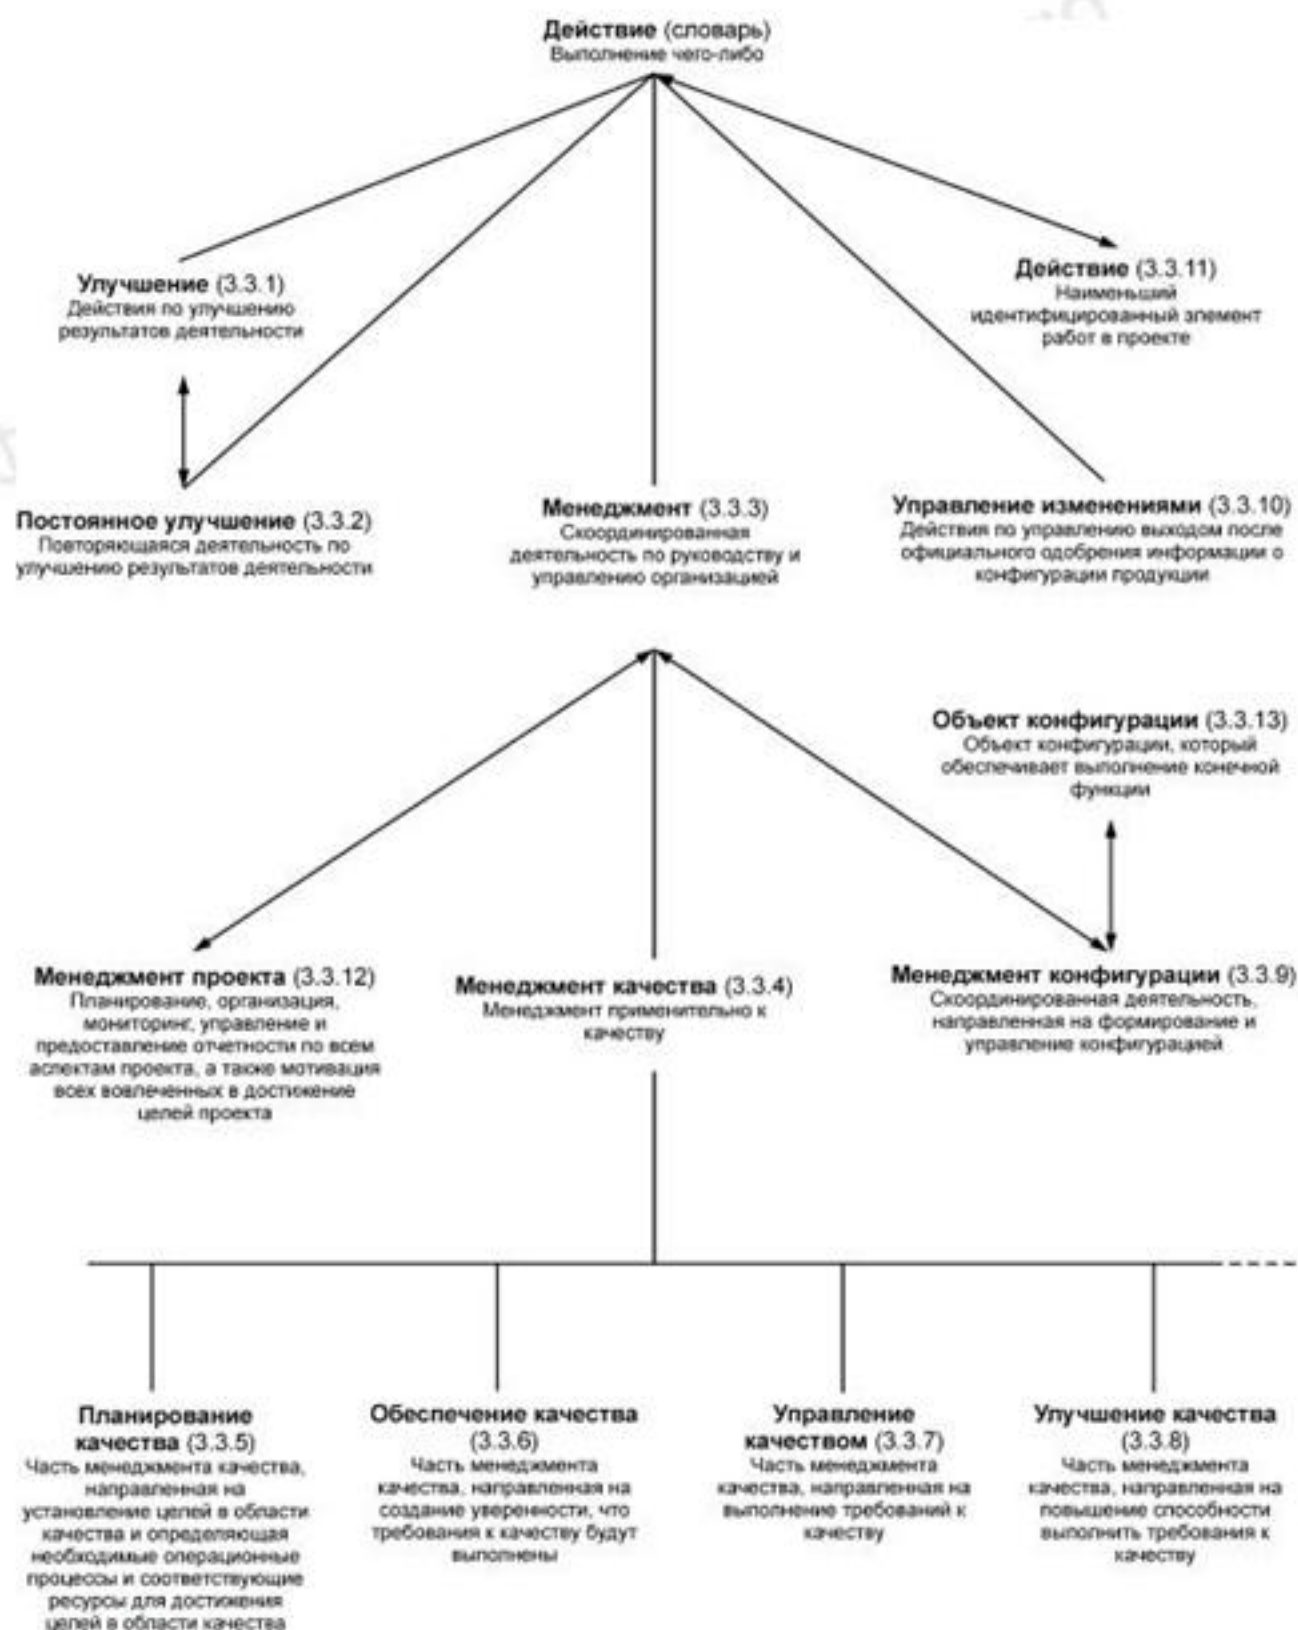 Действие (словарь)
Выполнение чего-либо
Улучшение (3.3.1)
Действия по улучшению
результатов деятельности
Действие (3.3.11)
Наименьший
идентифицированный элемент
работ в проекте
Постоянное улучшение (3.3.2)
Повторяющаяся деятельность по
улучшению результатов деятельности
Менеджмент (3.3.3)
Скоординированная
деятельность по руководству и
управлению организацией
Управление изменениями (3.3.10)
Действия по управлению выходом после
официального одобрения информации о
конфигурации продукции
Объект конфигурации (3.3.13)
Объект конфигурации, который
обеспечивает выполнение конечной
функции
Менеджмент проекта (3.3.12)
Планирование, организация,
мониторинг, управление и
предоставление отчетности по всем
аспектам проекта, а также мотивация
всех вовлеченных в достижение
целей проекта
Менеджмент качества (3.3.4)
Менеджмент применительно к
качеству
Менеджмент конфигурации (3.3.9)
Скоординированная деятельность,
направленная на формирование и
управление конфигурацией
Планирование
качества (3.3.5)
Часть менеджмента качества,
направленная на
установление целей в области
качества и определяющая
необходимые операционные
процессы и соответствующие
ресурсы для достижения
целей в области качества
Обеспечение качества
(3.3.6)
Часть менеджмента
качества, направленная на
создание уверенности, что
требования к качеству будут
выполнены
Управление
качеством (3.3.7)
Часть менеджмента
качества, направленная на
выполнение требований к
качеству
Улучшение качества
(3.3.8)
Часть менеджмента
качества, направленная на
повышение способности
выполнить требования к
качеству